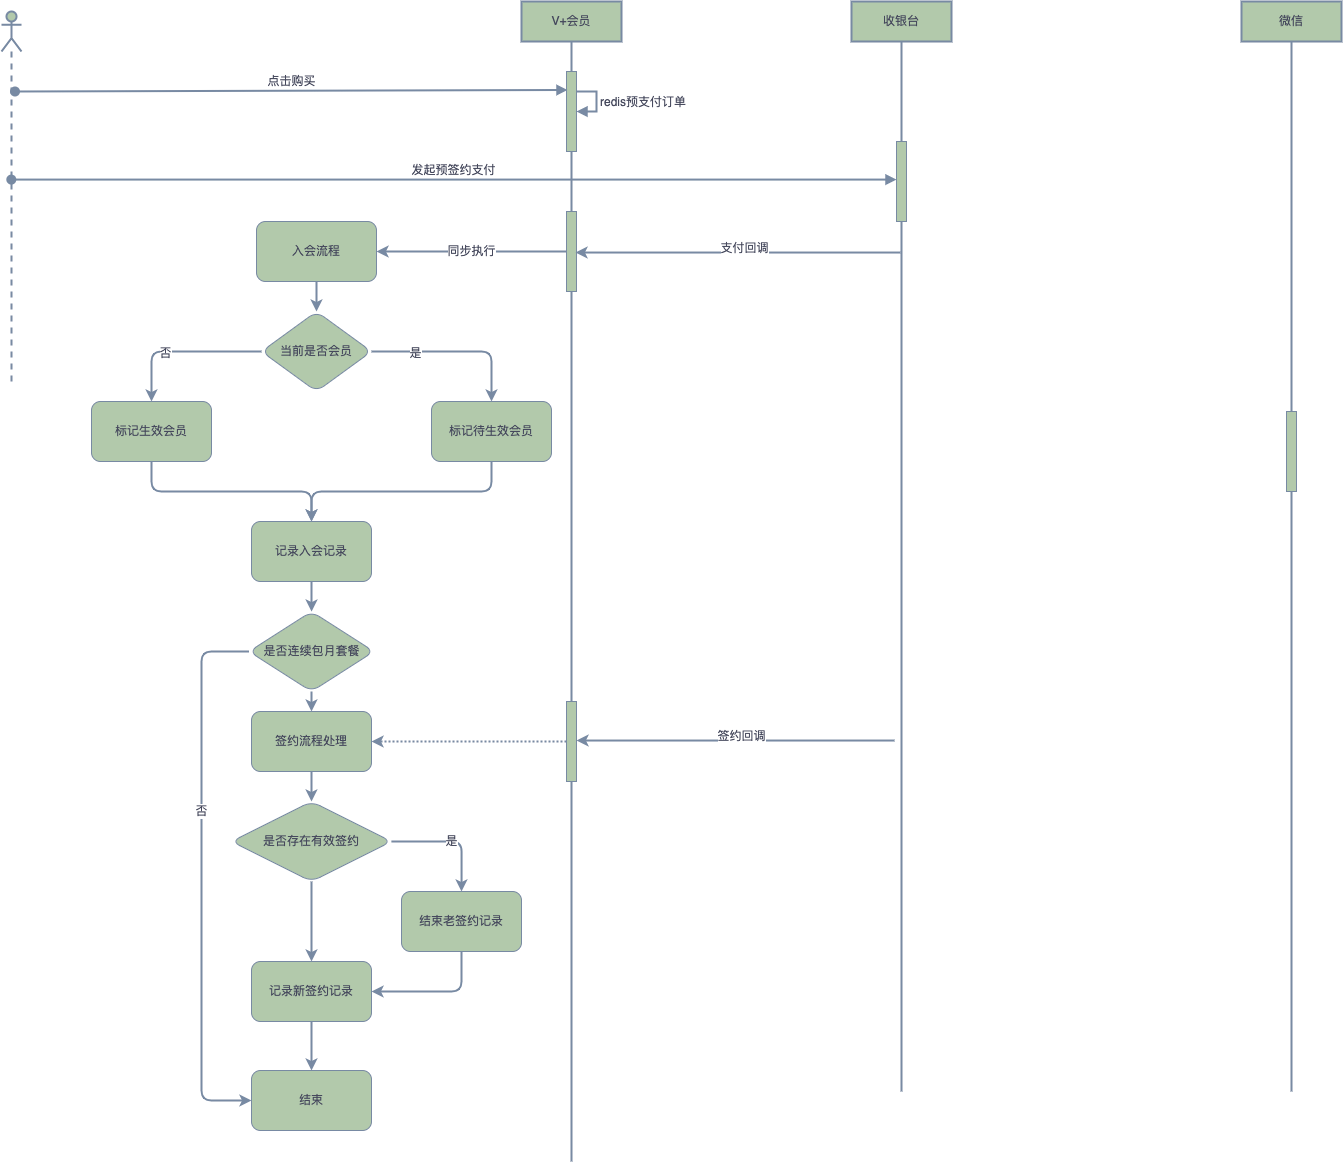 V+会员
收银台
微信
点击购买
redis预支付订单
发起预签约支付
入会流程
同步执行
支付回调
当前是否会员
否
是
标记生效会员
标记待生效会员
记录入会记录
是否连续包月套餐
签约流程处理
签约回调
否
是否存在有效签约
是
结束老签约记录
记录新签约记录
结束